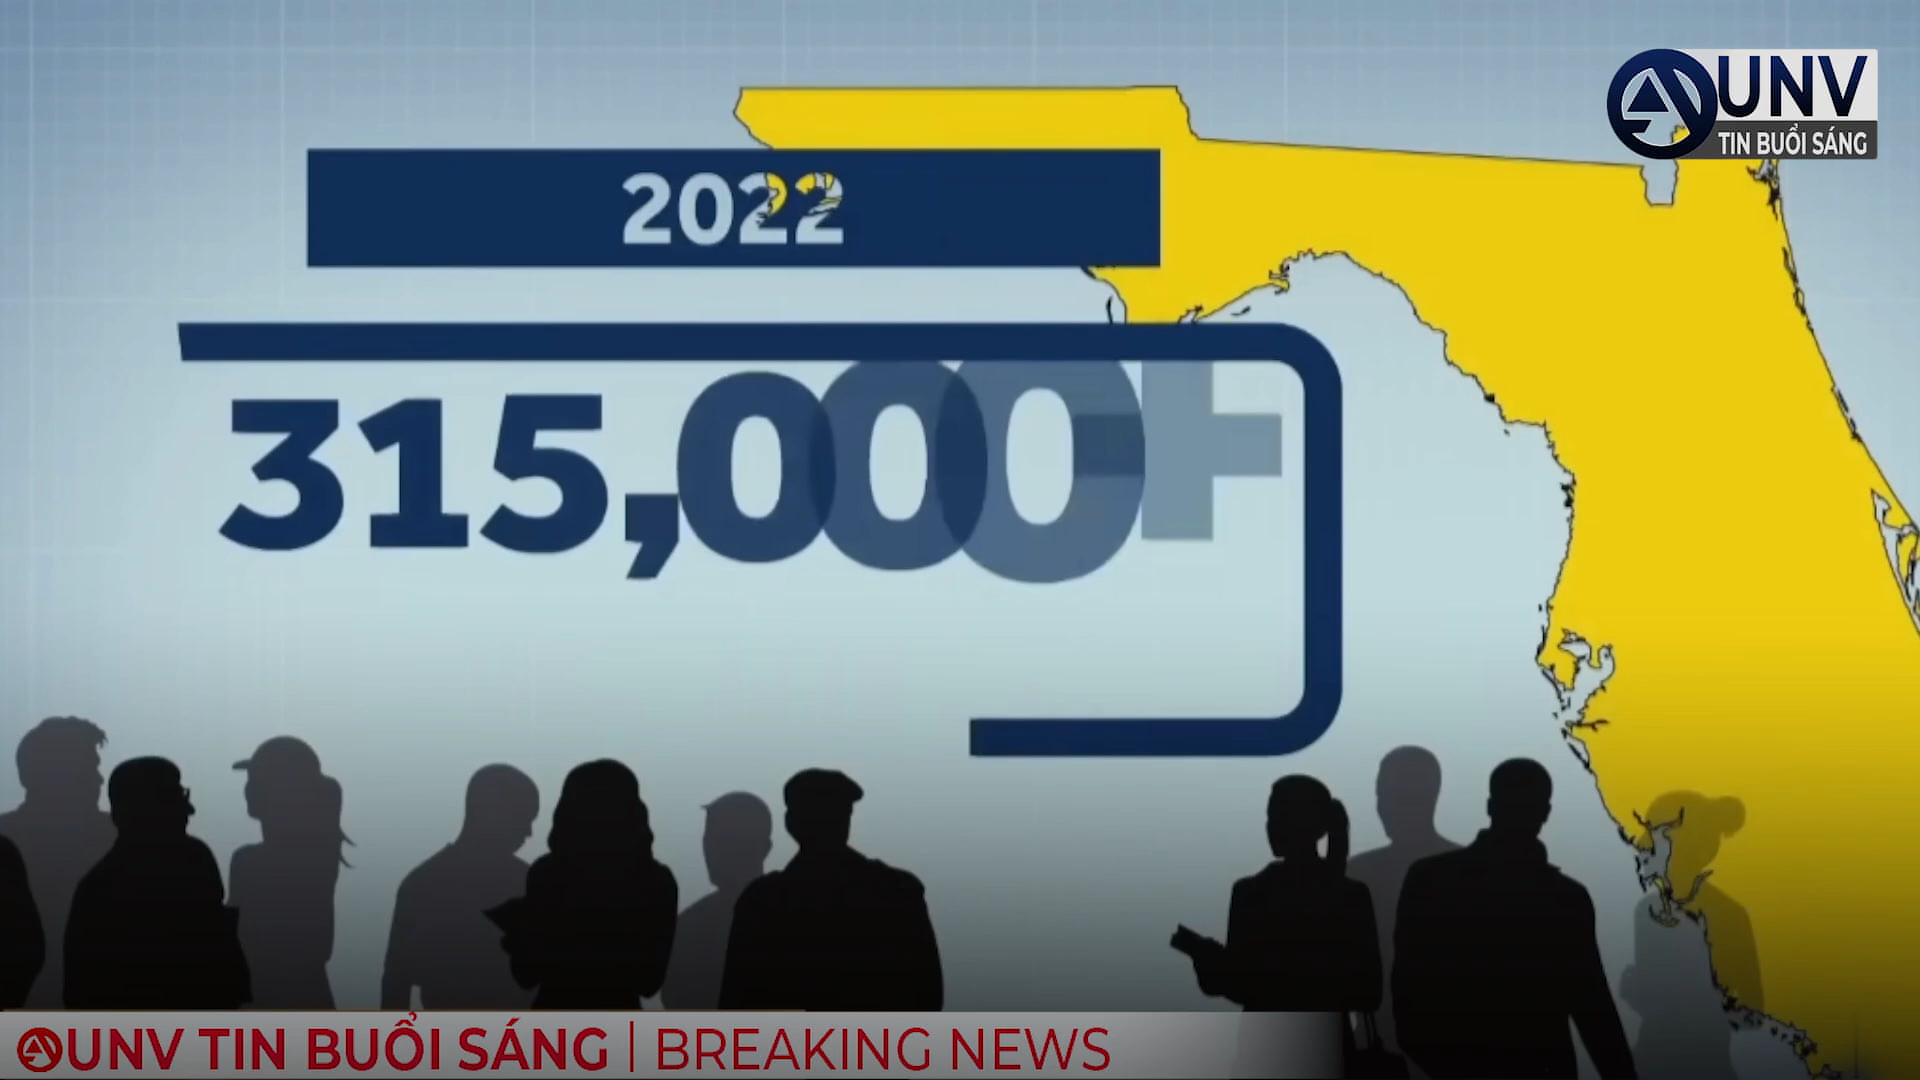 UNV
TIN BUỔI SÁNG
2022
315,000+
UNV TIN BUỔI SÁNG | BREAKING NEWS